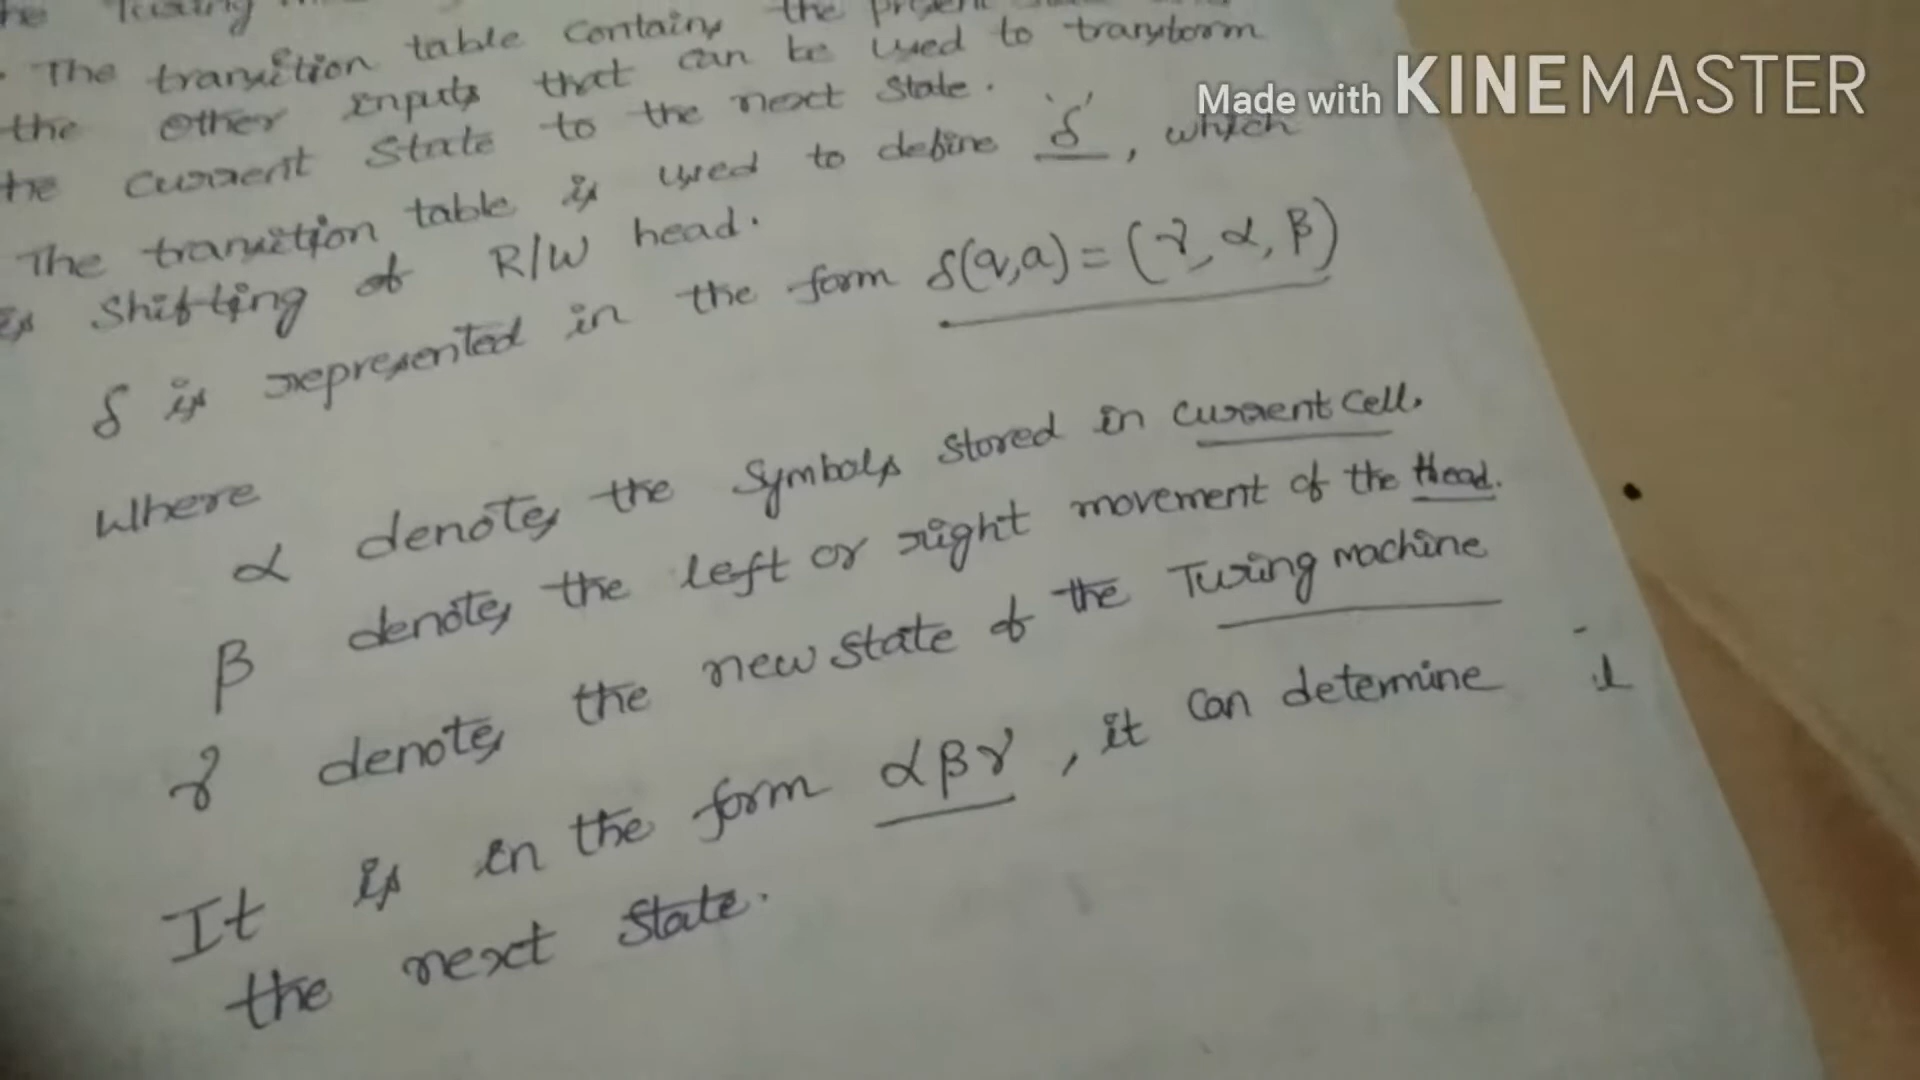 he Turing
. The transition table contains the present
the other inputs that can be used to transform
the current state to the next state.
The transition table is used to define 'δ', which
is shifting of R/W head.
δ is represented in the form δ(q,a) = (γ, α, β)
Where
α denotes the symbols stored in current cell.
β denotes the left or right movement of the Head.
γ denotes the new state of the Turing machine
It is in the form αβγ, it can determine
the next state.
Made with KINEMASTER